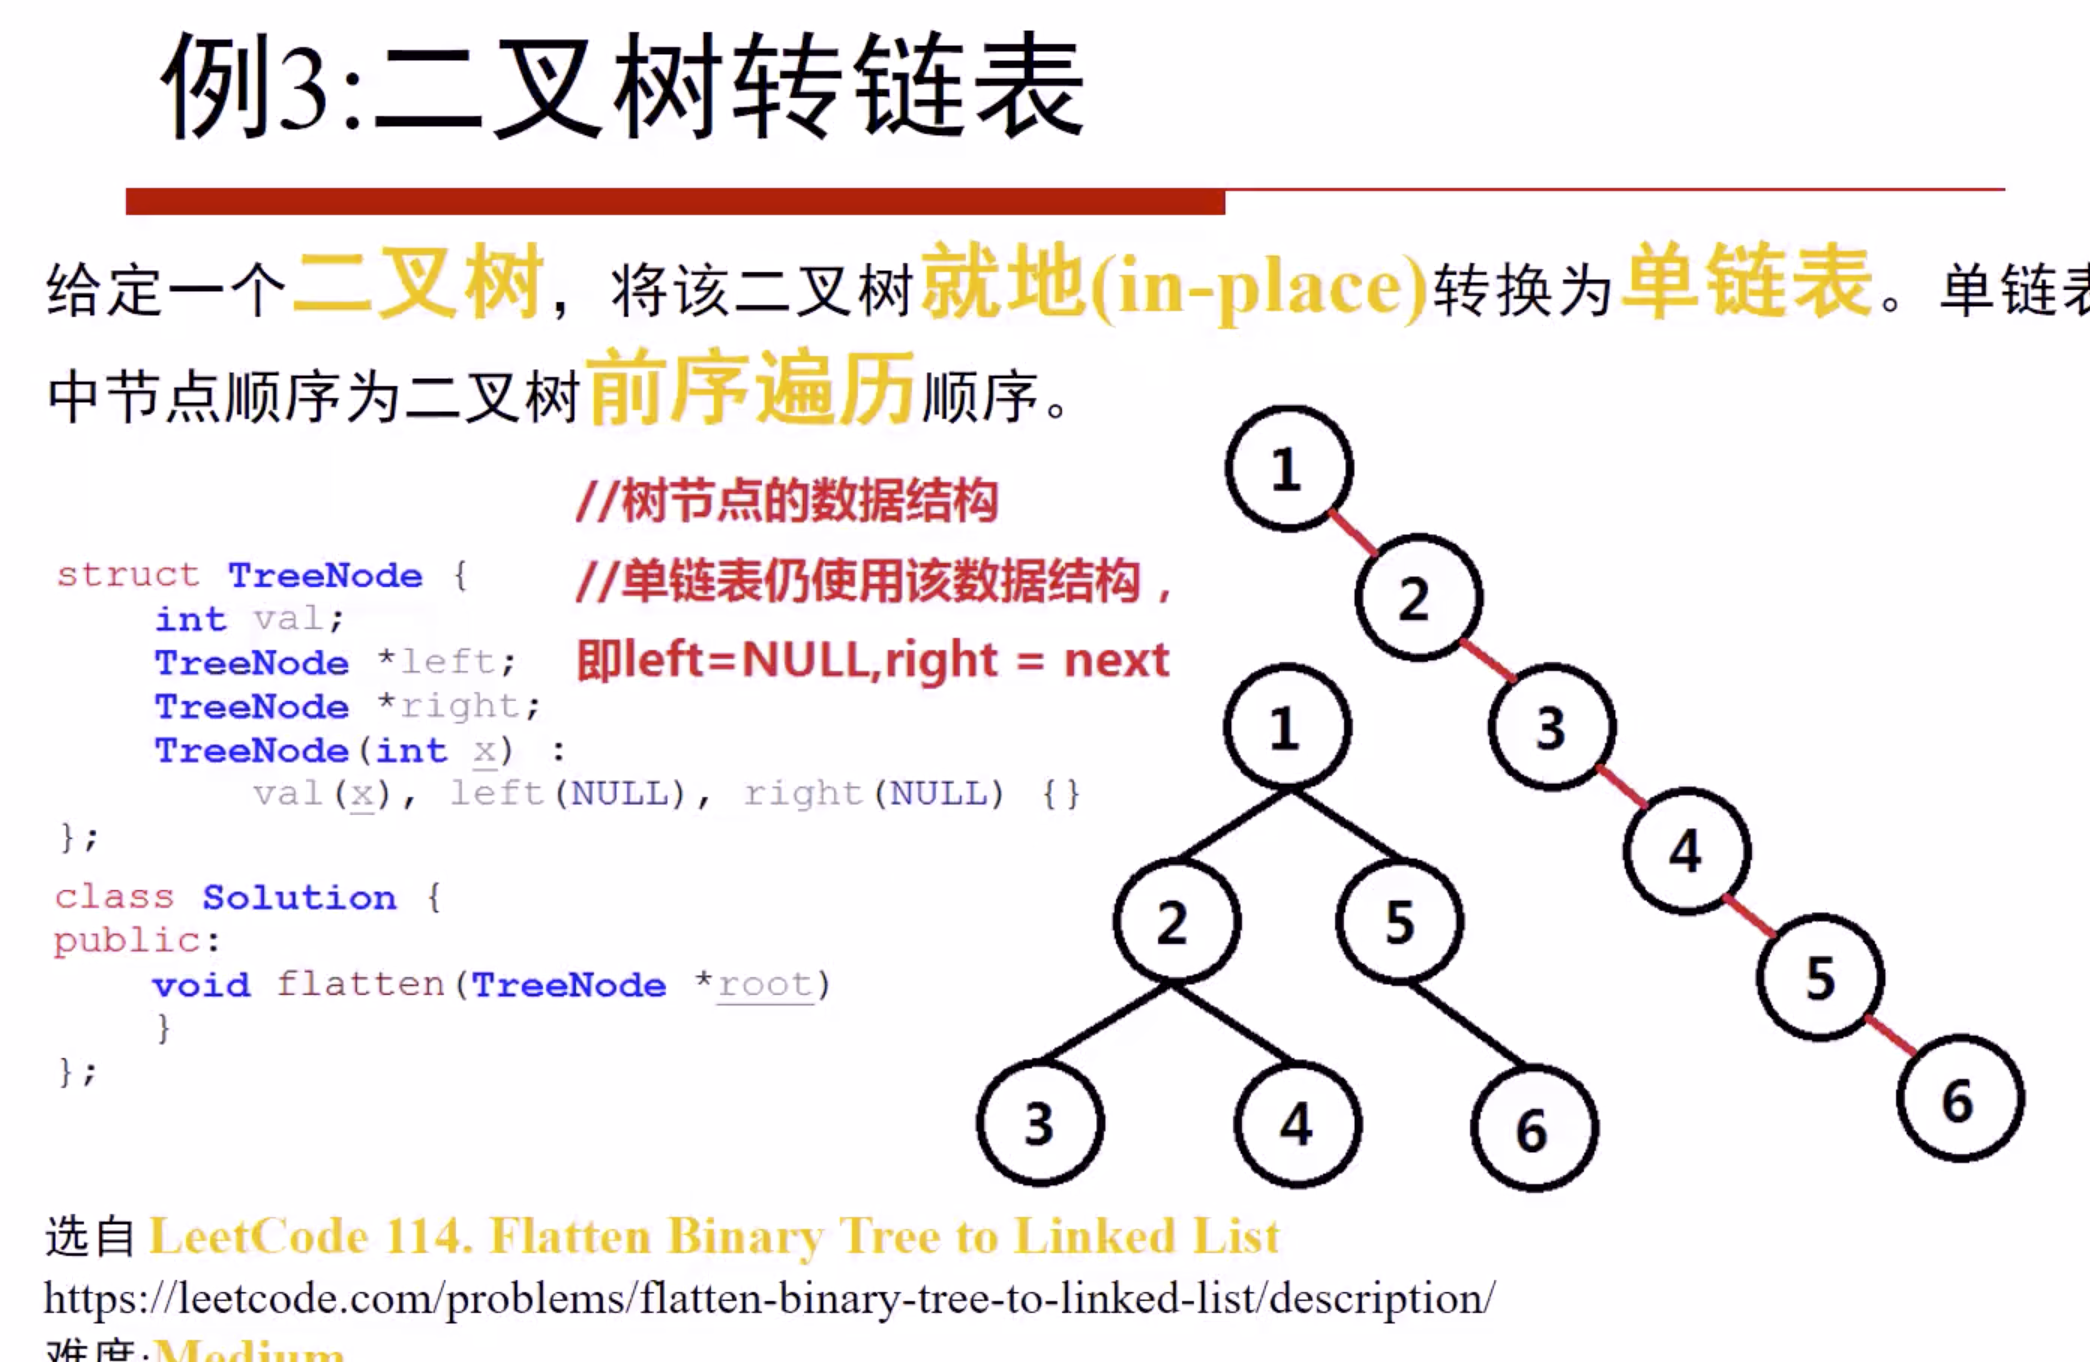 例3:二叉树转链表
给定一个二叉树，将该二叉树就地(in-place)转换为单链表。单链表
中节点顺序为二叉树前序遍历顺序。
//树节点的数据结构
//单链表仍使用该数据结构，
即left=NULL,right = next
struct TreeNode {
int val;
TreeNode *left;
TreeNode *right;
TreeNode(int x) :
val(x), left(NULL), right(NULL) {}
};
class Solution {
public:
void flatten(TreeNode *root)
}
};
1
2
3
4
5
6
1
2
5
3
4
6
选自 LeetCode 114. Flatten Binary Tree to Linked List
https://leetcode.com/problems/flatten-binary-tree-to-linked-list/description/
难度:Medium